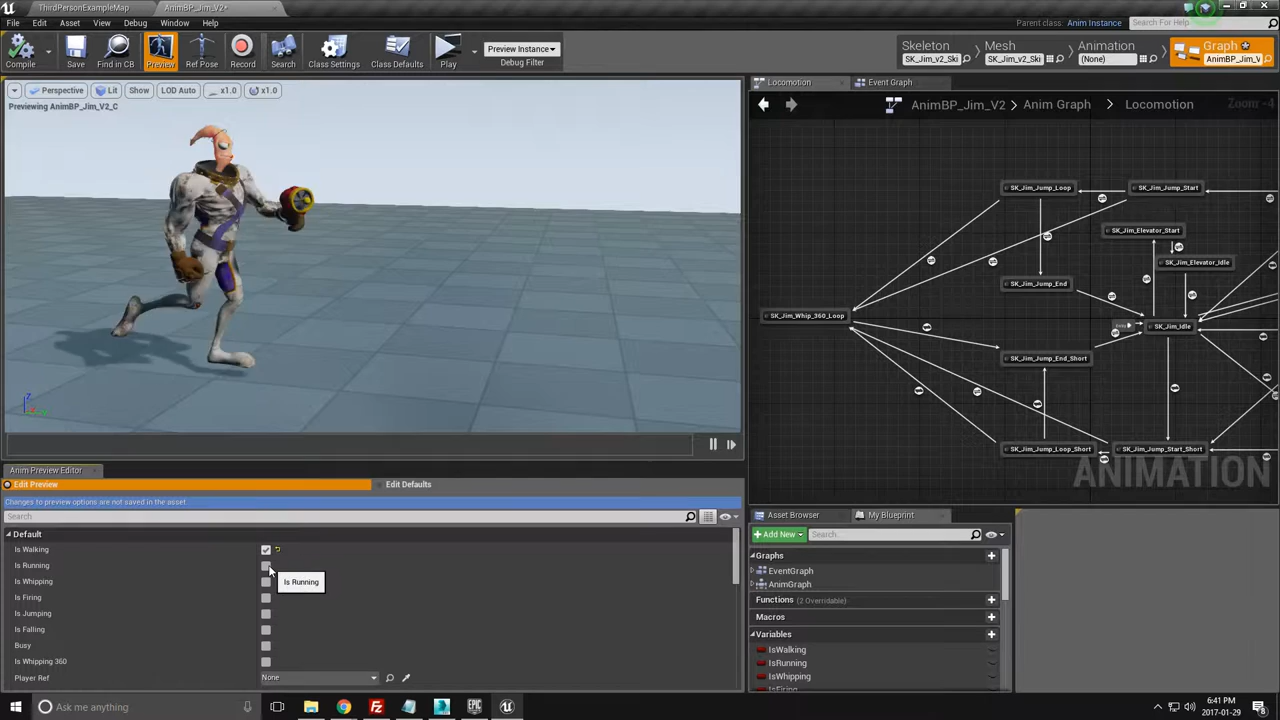 ThirdPersonExampleMap
AnimBP_Jim_V2*
File Edit Asset View Debug Window Help
Parent class: Anim Instance
Search For Help
Compile
Save
Find in CB
Preview
Ref Pose
Record
Search
Class Settings
Class Defaults
Play
Preview Instance
Debug Filter
Skeleton
SK_Jim_v2_Skel
Mesh
SK_Jim_v2_Skel
Animation
(None)
Graph
AnimBP_Jim_V
Perspective Lit Show LOD Auto x1.0 x1.0
Previewing AnimBP_Jim_V2_C
Locomotion
Event Graph
AnimBP_Jim_V2 > Anim Graph > Locomotion
Zoom -4
SK_Jim_Jump_Loop
SK_Jim_Jump_Start
SK_Jim_Elevator_Start
SK_Jim_Elevator_Idle
SK_Jim_Jump_End
SK_Jim_Whip_360_Loop
SK_Jim_Idle
SK_Jim_Jump_End_Short
SK_Jim_Jump_Loop_Short
SK_Jim_Jump_Start_Short
ANIMATION
Anim Preview Editor
Edit Preview
Edit Defaults
Changes to preview options are not saved in the asset
Search
Default
Is Walking
Is Running
Is Running
Is Whipping
Is Firing
Is Jumping
Is Falling
Busy
Is Whipping 360
Player Ref
None
Asset Browser
My Blueprint
Add New
Search...
Graphs
EventGraph
AnimGraph
Functions (2 Overridable)
Macros
Variables
IsWalking
IsRunning
IsWhipping
IsFiring
Ask me anything
6:41 PM
2017-01-29